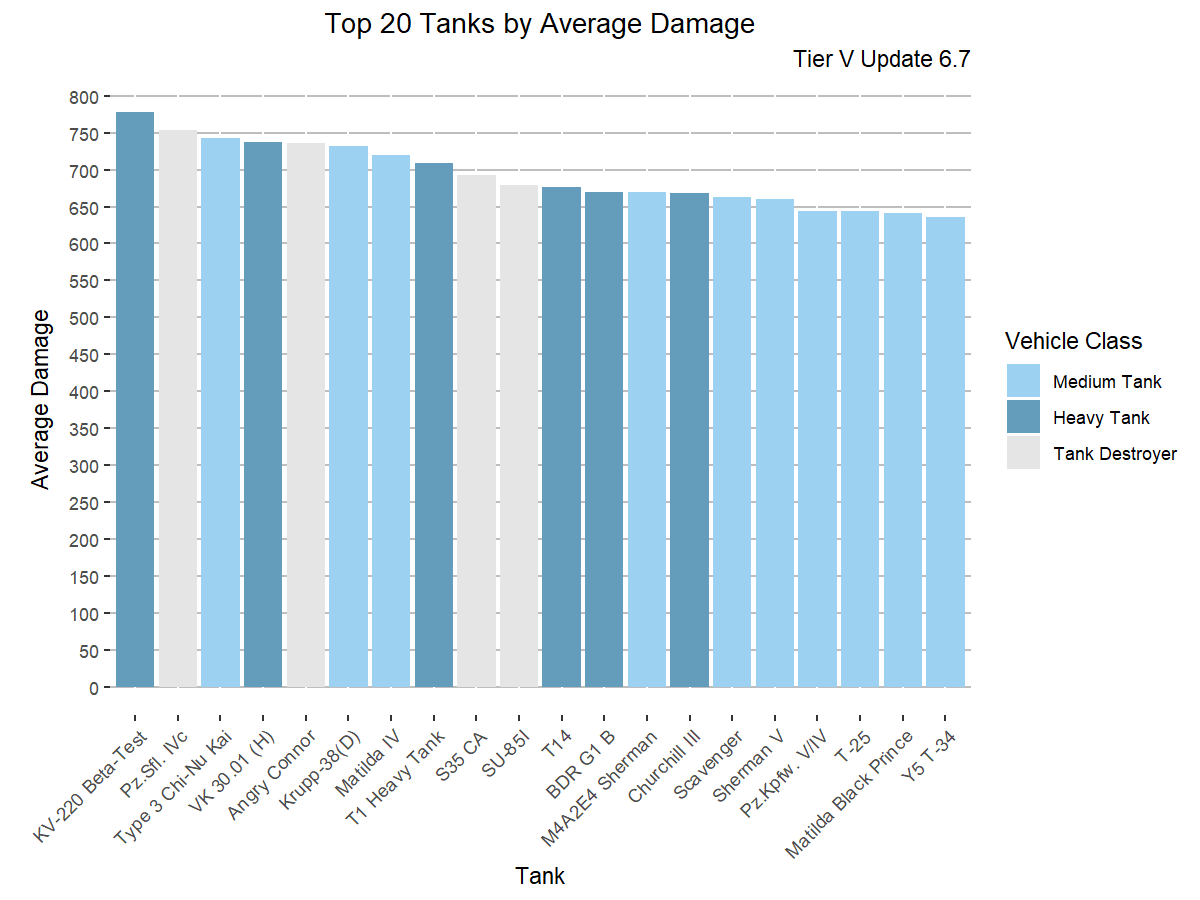 Top 20 Tanks by Average Damage
Tier V Update 6.7
Average Damage
800
750
700
650
600
550
500
450
400
350
300
250
200
150
100
50
0
KV-220 Beta-Test
Pz.Sfl. IVc
Type 3 Chi-Nu Kai
VK 30.01 (H)
Angry Connor
Krupp-38(D)
Matilda IV
T1 Heavy Tank
S35 CA
SU-85I
T14
BDR G1 B
M4A2E4 Sherman
Churchill III
Scavenger
Sherman V
Pz.Kpfw. V/IV
T-25
Matilda Black Prince
Y5 T-34
Tank
Vehicle Class
Medium Tank
Heavy Tank
Tank Destroyer